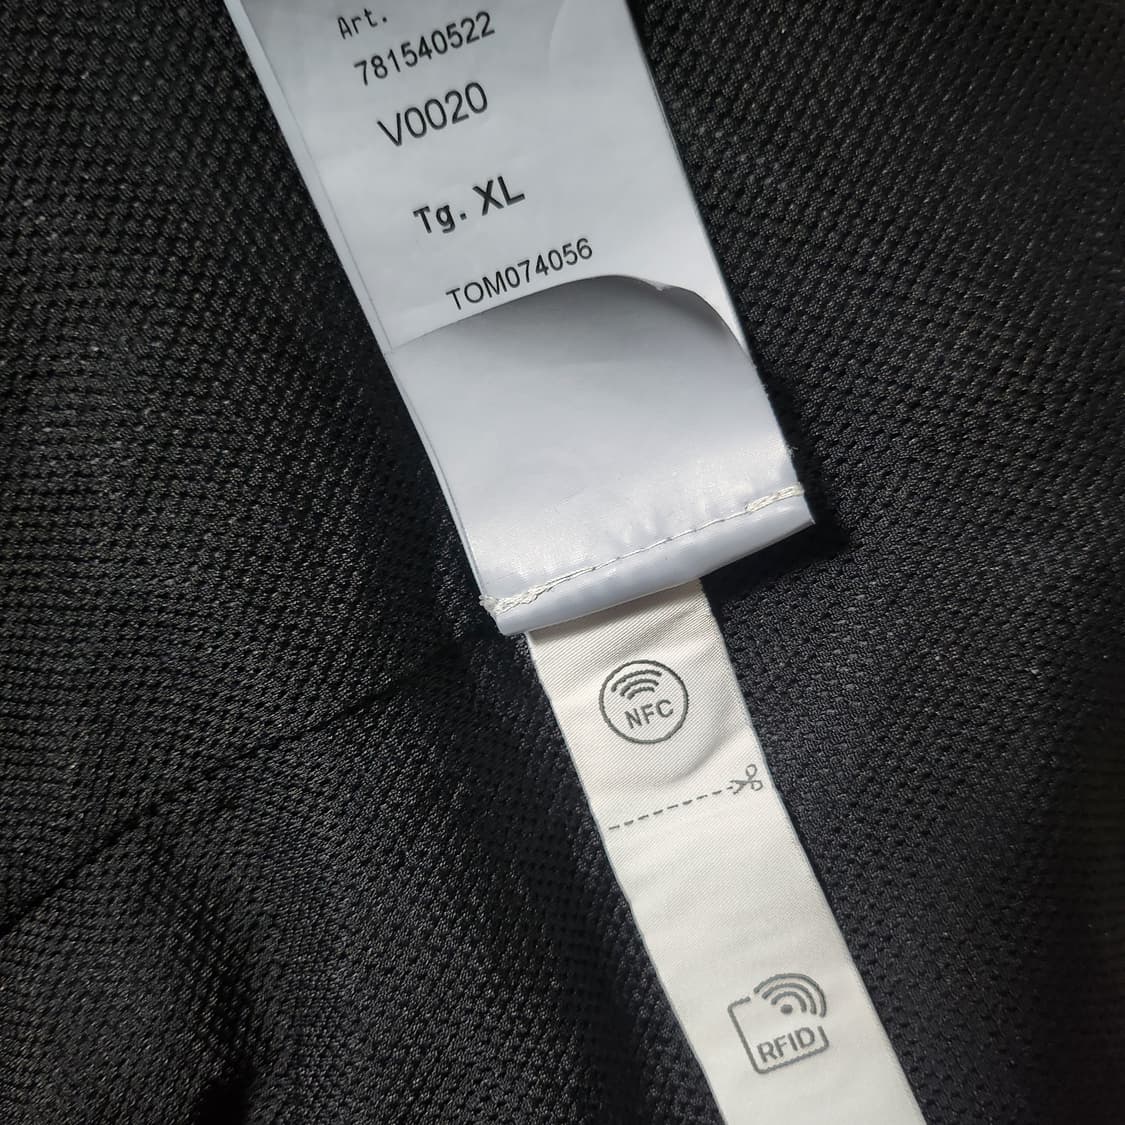 Art.
781540522
V0020
Tg. XL
TOM074056
NFC
RFID